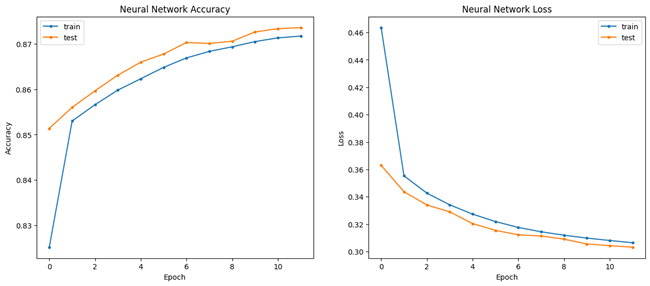 Neural Network Accuracy
train
test
0.87
0.86
0.85
0.84
0.83
Accuracy
0 2 4 6 8 10
Epoch
Neural Network Loss
train
test
0.46
0.44
0.42
0.40
0.38
0.36
0.34
0.32
0.30
Loss
0 2 4 6 8 10
Epoch